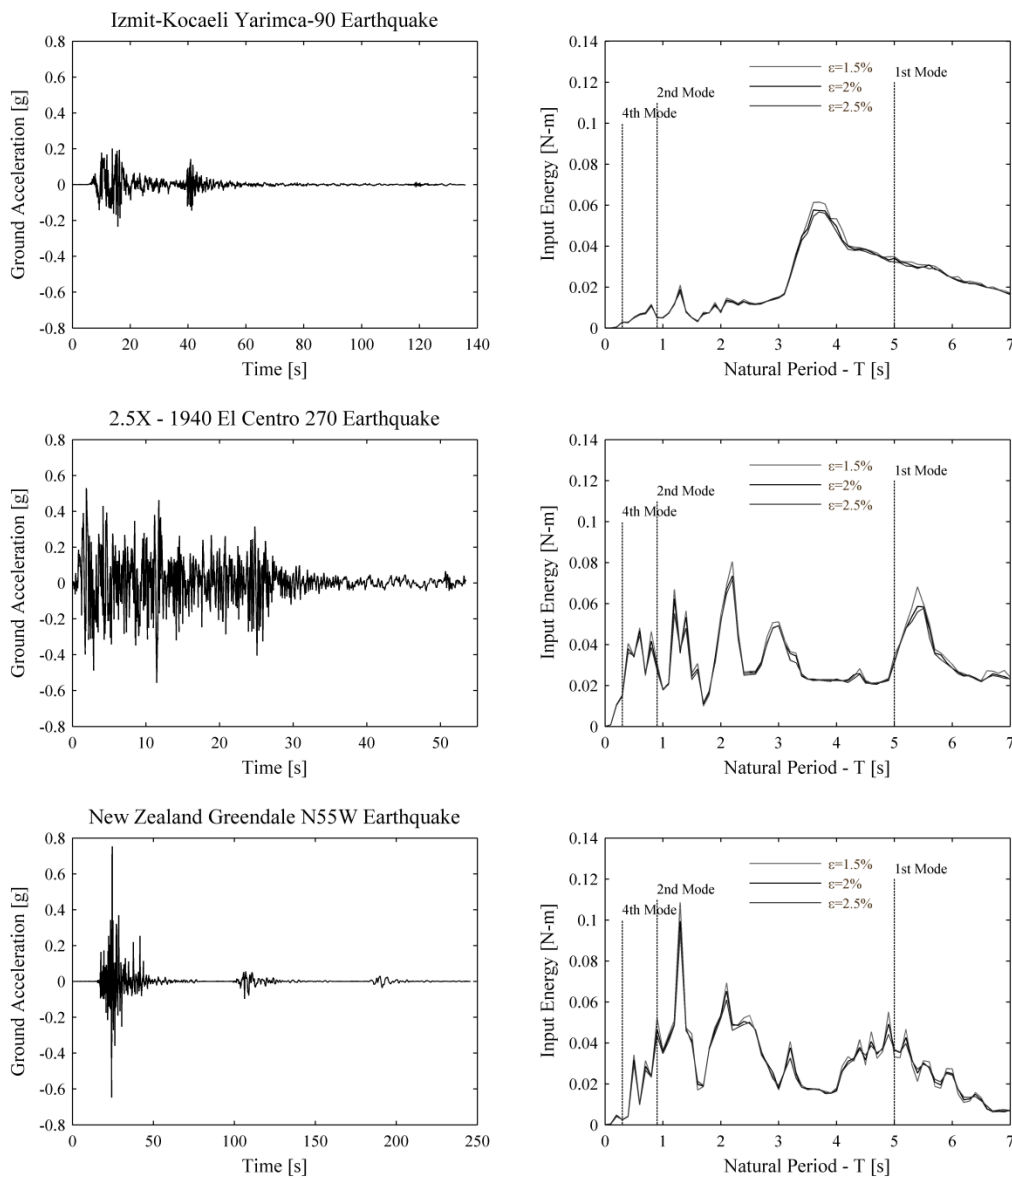 Izmit-Kocaeli Yarimca-90 Earthquake
Ground Acceleration [g]
0.8
0.6
0.4
0.2
0
-0.2
-0.4
-0.6
-0.8
0 20 40 60 80 100 120 140
Time [s]
Input Energy [N-m]
0.14
0.12
0.1
0.08
0.06
0.04
0.02
0
ε=1.5%
ε=2%
ε=2.5%
1st Mode
2nd Mode
4th Mode
0 1 2 3 4 5 6 7
Natural Period - T [s]
2.5X - 1940 El Centro 270 Earthquake
Ground Acceleration [g]
0.8
0.6
0.4
0.2
0
-0.2
-0.4
-0.6
-0.8
0 10 20 30 40 50
Time [s]
Input Energy [N-m]
0.14
0.12
0.1
0.08
0.06
0.04
0.02
0
ε=1.5%
ε=2%
ε=2.5%
1st Mode
2nd Mode
4th Mode
0 1 2 3 4 5 6 7
Natural Period - T [s]
New Zealand Greendale N55W Earthquake
Ground Acceleration [g]
0.8
0.6
0.4
0.2
0
-0.2
-0.4
-0.6
-0.8
0 50 100 150 200 250
Time [s]
Input Energy [N-m]
0.14
0.12
0.1
0.08
0.06
0.04
0.02
0
ε=1.5%
ε=2%
ε=2.5%
1st Mode
2nd Mode
4th Mode
0 1 2 3 4 5 6 7
Natural Period - T [s]